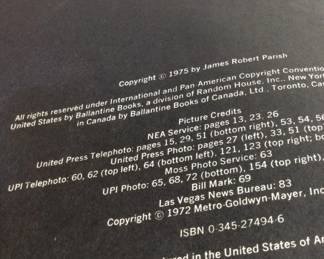 Copyright © 1975 by James Robert Parish
All rights reserved under International and Pan American Copyright
United States by Ballantine Books, a division of Random House, Inc., New
in Canada by Ballantine Books of Canada, Ltd., Toronto,
Picture Credits
NEA Service: pages 13, 23, 26
United Press Telephoto: pages 15, 29, 51 (bottom right), 53, 54,
United Press Photo: pages 27 (left), 33, 51 (top
UPI Telephoto: 60, 62 (top left), 64 (bottom left), 121, 123 (top right;
Moss Photo Service: 63
UPI Photo: 65, 68, 72 (bottom), 154 (top right),
Bill Mark: 69
Las Vegas News Bureau: 83
Copyright © 1972 Metro-Goldwyn-Mayer, Inc
ISBN 0-345-27494-6
in the United States of